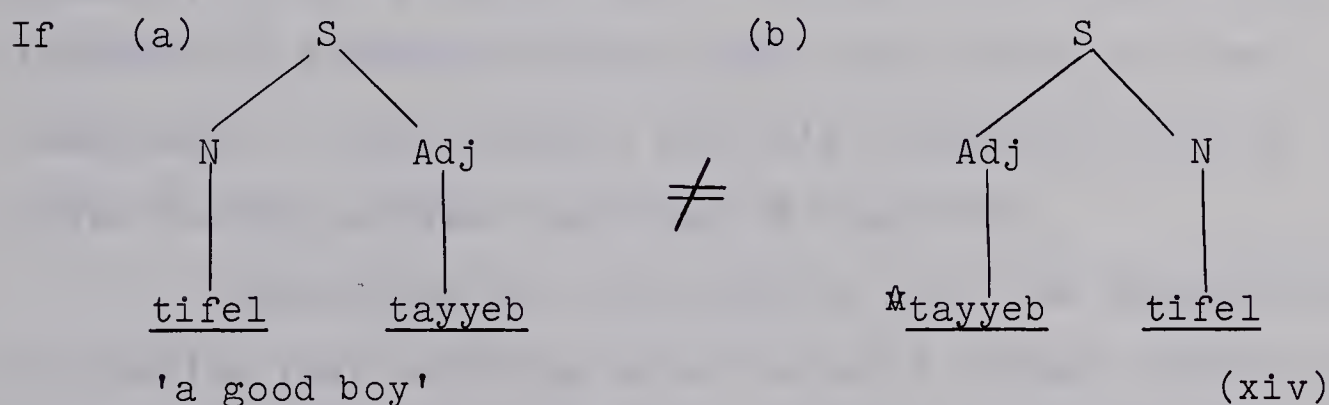 If (a) S (b) S
N Adj ≠ Adj N
tifel tayyeb *tayyeb tifel
'a good boy' (xiv)